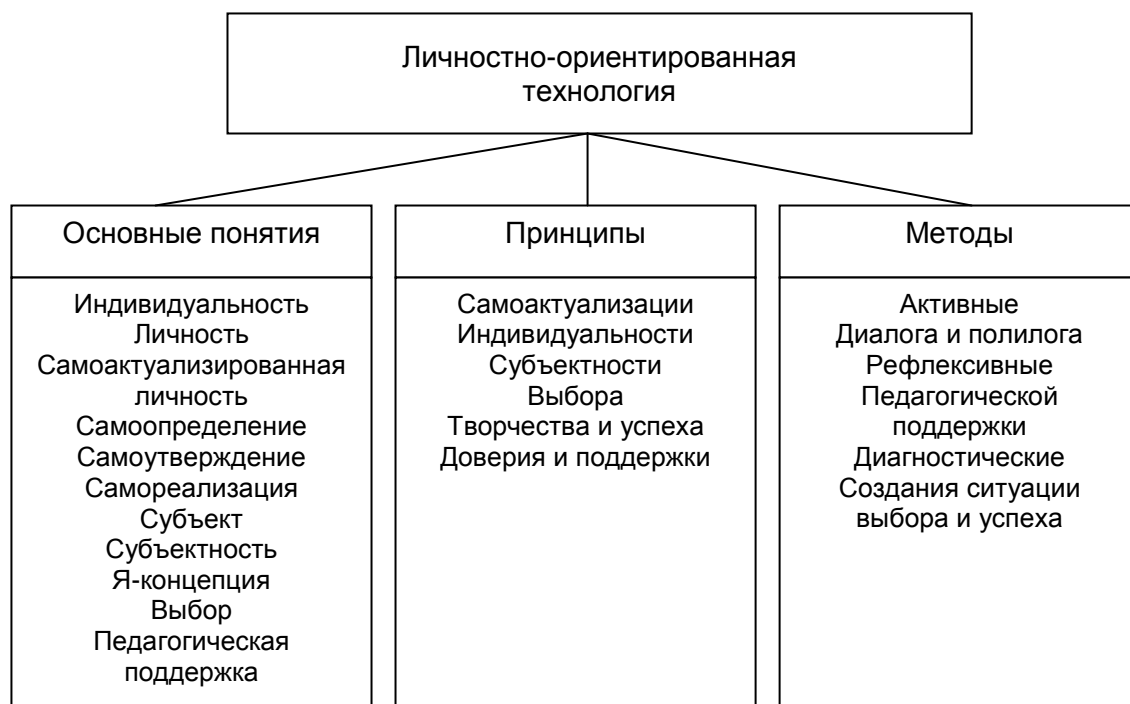 Личностно-ориентированная
технология
Основные понятия
Индивидуальность
Личность
Самоактуализированная
личность
Самоопределение
Самоутверждение
Самореализация
Субъект
Субъектность
Я-концепция
Выбор
Педагогическая
поддержка
Принципы
Самоактуализации
Индивидуальности
Субъектности
Выбора
Творчества и успеха
Доверия и поддержки
Методы
Активные
Диалога и полилога
Рефлексивные
Педагогической
поддержки
Диагностические
Создания ситуации
выбора и успеха